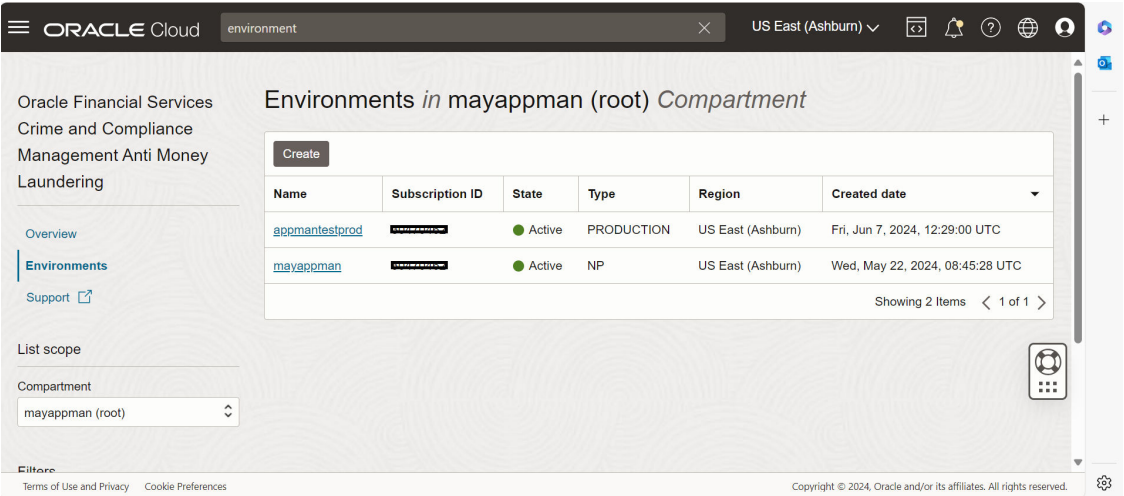 ORACLE Cloud
environment
US East (Ashburn)
Oracle Financial Services
Crime and Compliance
Management Anti Money
Laundering
Overview
Environments
Support
List scope
Compartment
mayappman (root)
Filters
Environments in mayappman (root) Compartment
Create
Name Subscription ID State Type Region Created date
appmantestprod Active PRODUCTION US East (Ashburn) Fri, Jun 7, 2024, 12:29:00 UTC
mayappman Active NP US East (Ashburn) Wed, May 22, 2024, 08:45:28 UTC
Showing 2 Items 1 of 1
Terms of Use and Privacy Cookie Preferences
Copyright © 2024, Oracle and/or its affiliates. All rights reserved.